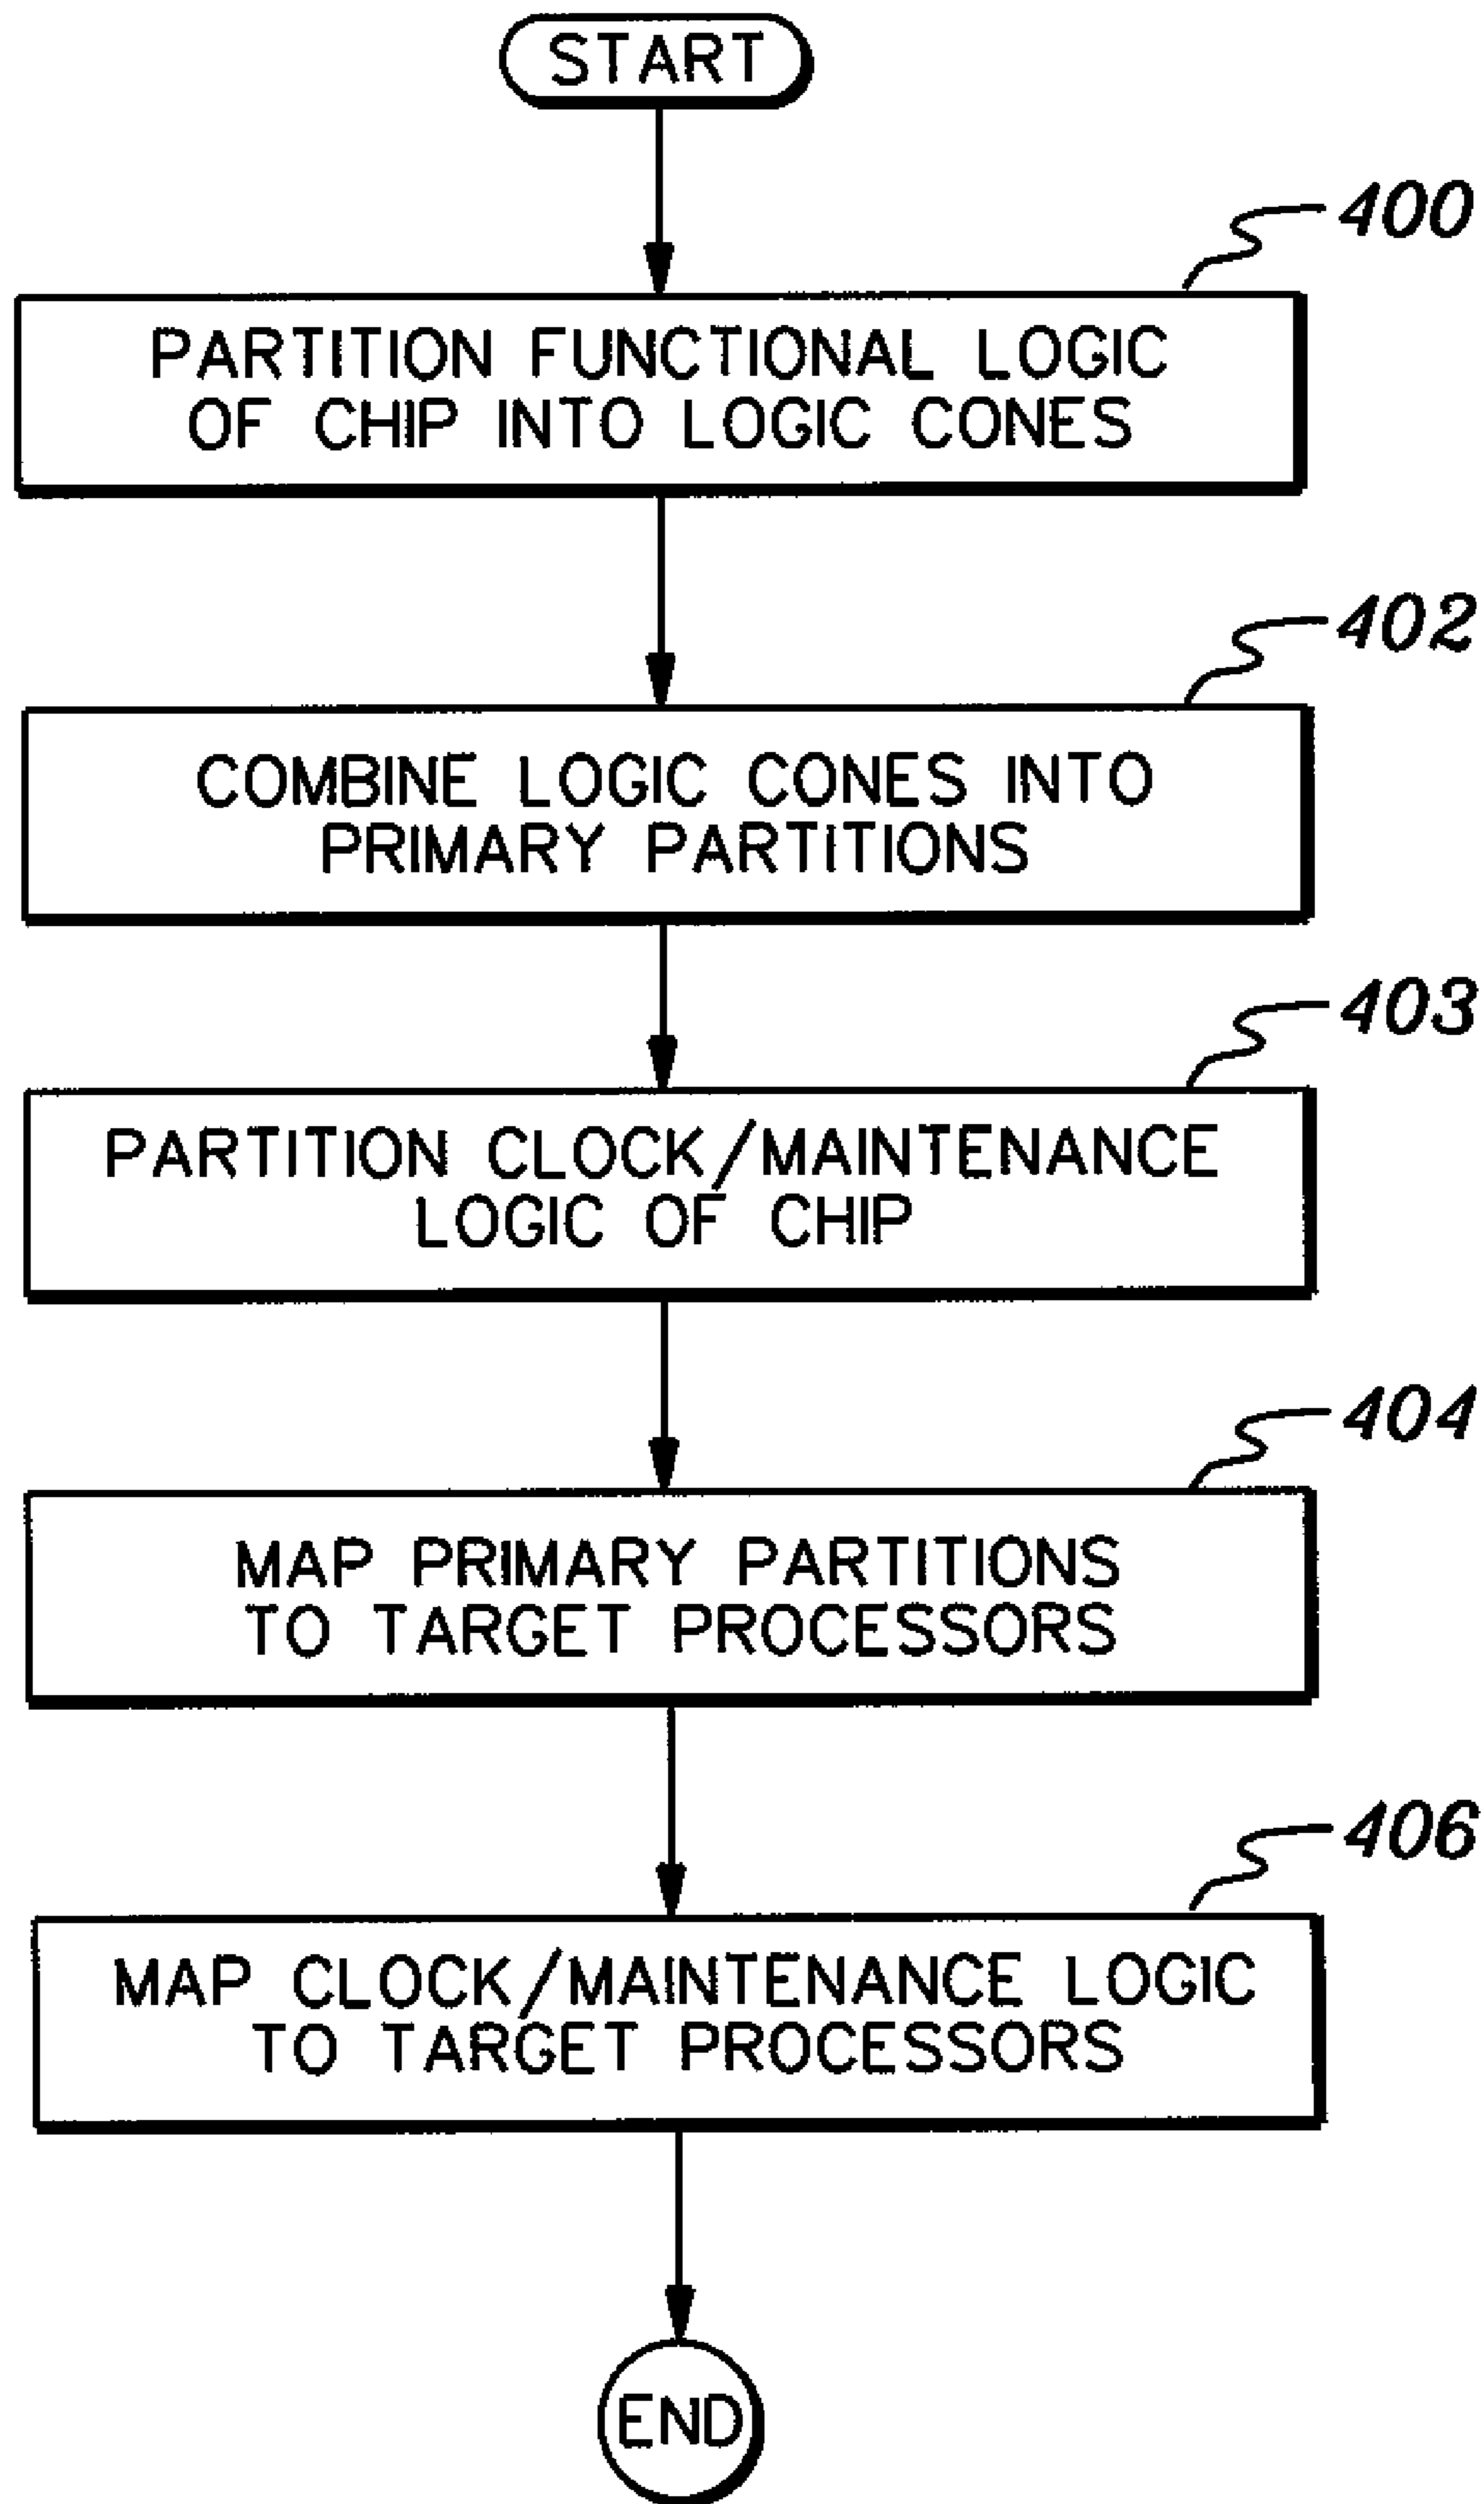 START
400
PARTITION FUNCTIONAL LOGIC
OF CHIP INTO LOGIC CONES
402
COMBINE LOGIC CONES INTO
PRIMARY PARTITIONS
403
PARTITION CLOCK/MAINTENANCE
LOGIC OF CHIP
404
MAP PRIMARY PARTITIONS
TO TARGET PROCESSORS
406
MAP CLOCK/MAINTENANCE LOGIC
TO TARGET PROCESSORS
END